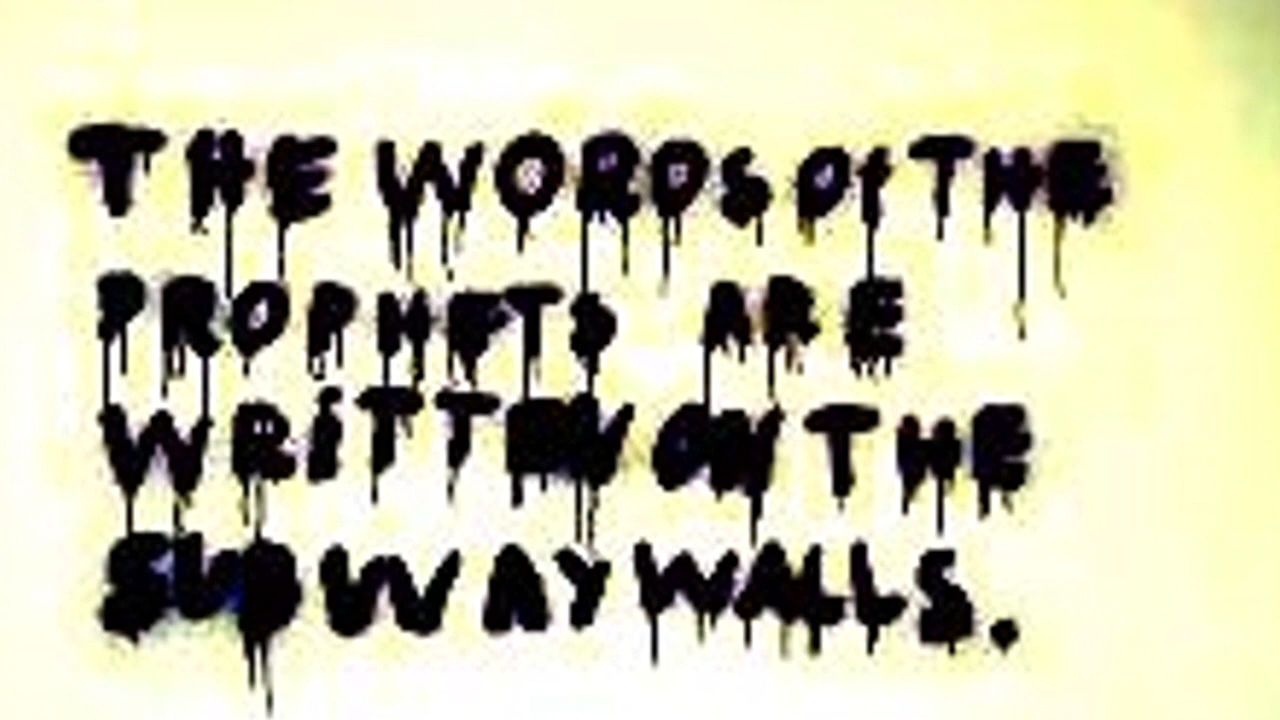 THE WORDS Of THE
PROPHETS ARE
WRiTTEN ON THE
SUBWAY WALLS.